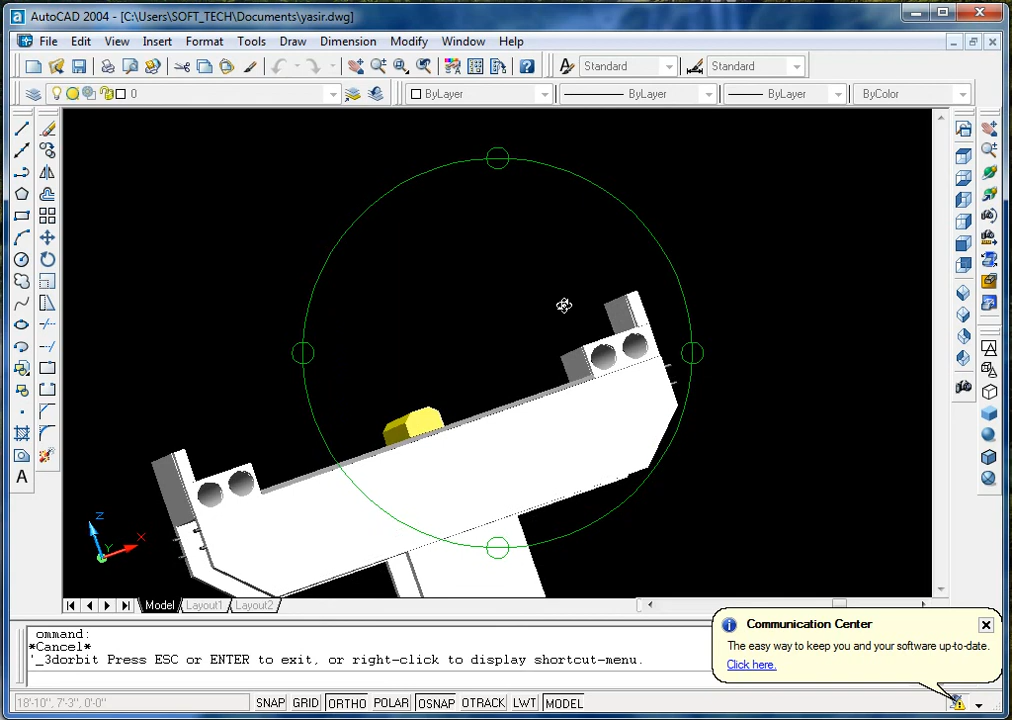 AutoCAD 2004 - [C:\Users\SOFT_TECH\Documents\yasir.dwg]
File Edit View Insert Format Tools Draw Dimension Modify Window Help
Standard Standard
0 ByLayer ByLayer ByLayer ByColor
A
Z
Y X
Model Layout1 Layout2
ommand:
*Cancel*
'_3dorbit Press ESC or ENTER to exit, or right-click to display shortcut-menu.
Communication Center
The easy way to keep you and your software up-to-date.
Click here.
18'-10", 7'-3", 0'-0" SNAP GRID ORTHO POLAR OSNAP OTRACK LWT MODEL